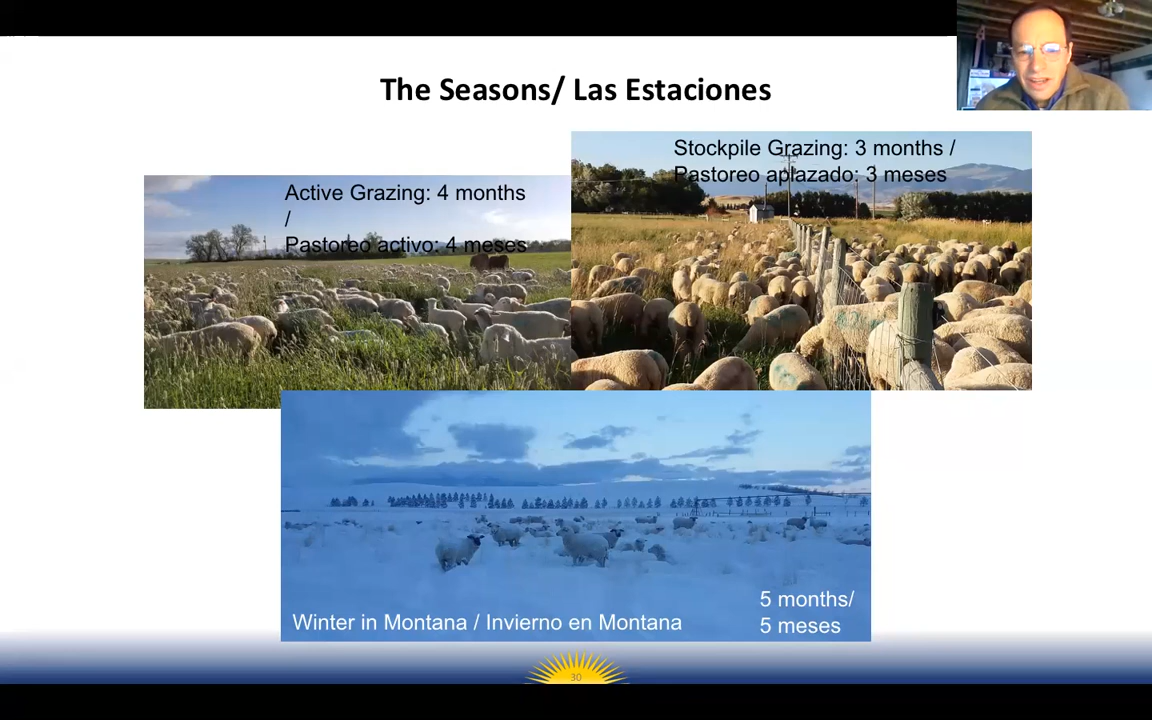 The Seasons/ Las Estaciones
Active Grazing: 4 months
/
Pastoreo activo: 4 meses
Stockpile Grazing: 3 months /
Pastoreo aplazado: 3 meses
Winter in Montana / Invierno en Montana
5 months/
5 meses
30